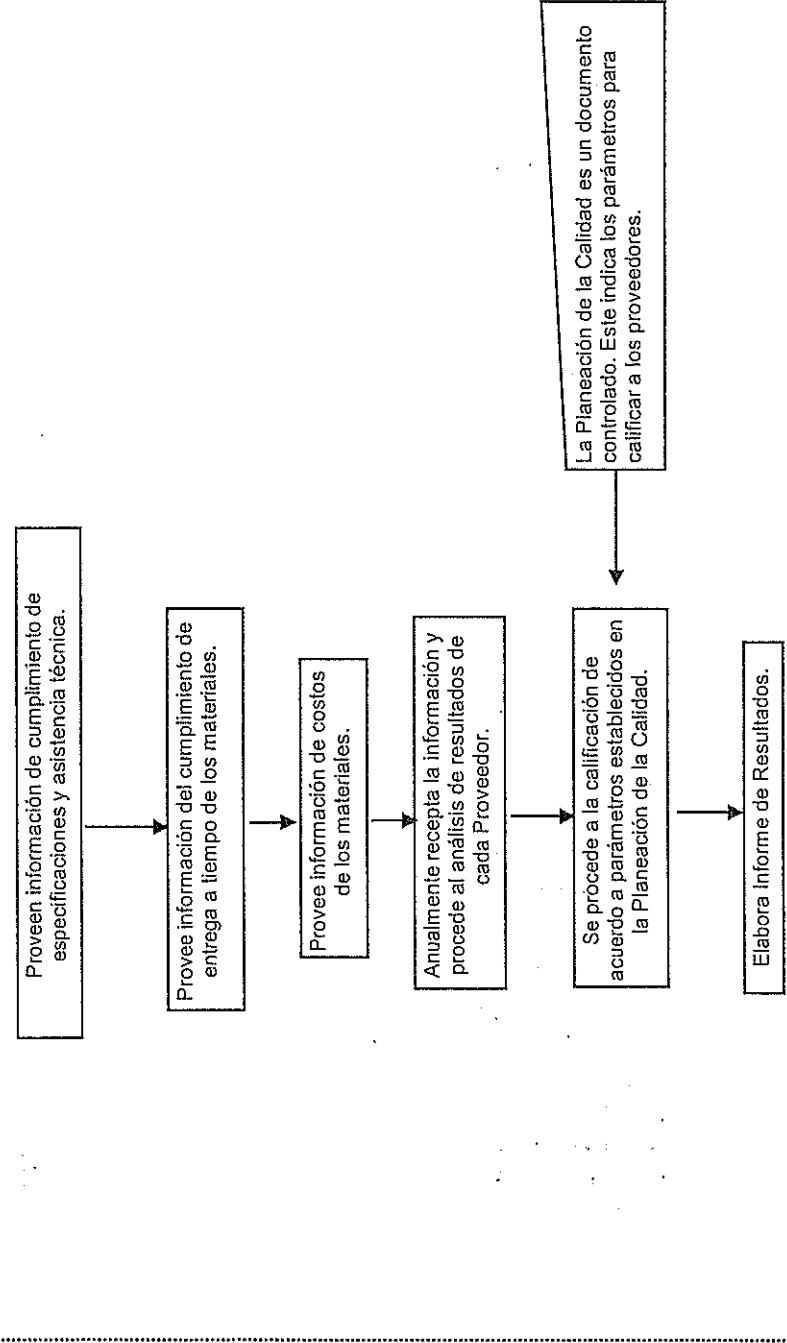 Proveen información de cumplimiento de
especificaciones y asistencia técnica.
Provee información del cumplimiento de
entrega a tiempo de los materiales.
Provee información de costos
de los materiales.
Anualmente recepta la información y
procede al análisis de resultados de
cada Proveedor.
Se procede a la calificación de
acuerdo a parámetros establecidos en
la Planeación de la Calidad.
La Planeación de la Calidad es un documento
controlado. Este indica los parámetros para
calificar a los proveedores.
Elabora Informe de Resultados.